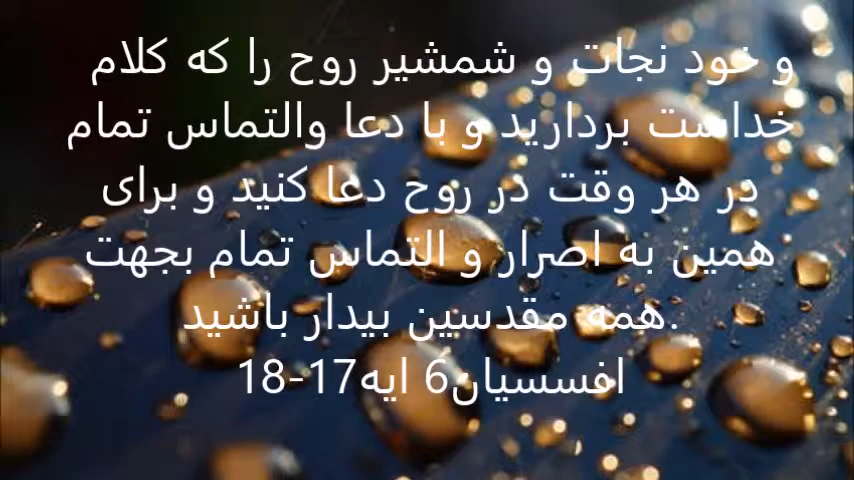 و خود نجات و شمشیر روح را که کلام
خداست بردارید و با دعا والتماس تمام
در هر وقت در روح دعا کنید و برای
همین به اصرار و التماس تمام بجهت
همه مقدسین بیدار باشید.
افسسیان6 ایه17-18